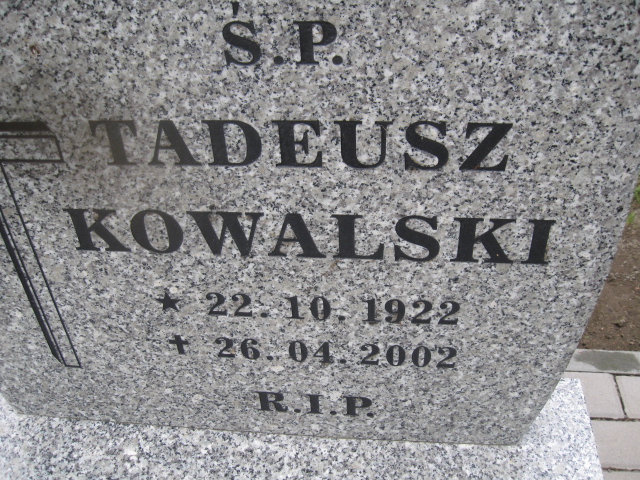 Ś.P.
TADEUSZ
KOWALSKI
★ 22.10.1922
✝ 26.04.2002
R.I.P.